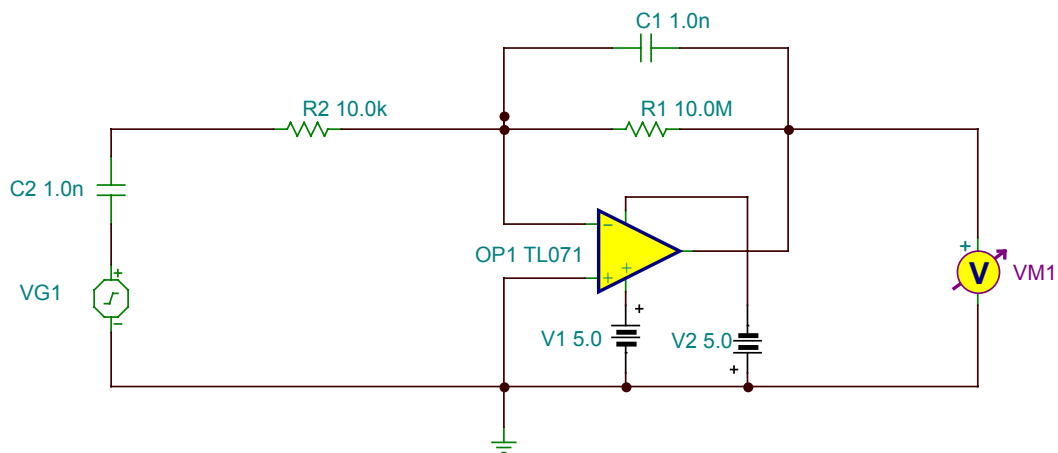 C1 1.0n
R2 10.0k
R1 10.0M
C2 1.0n
OP1 TL071
VG1
V
VM1
V1 5.0
V2 5.0